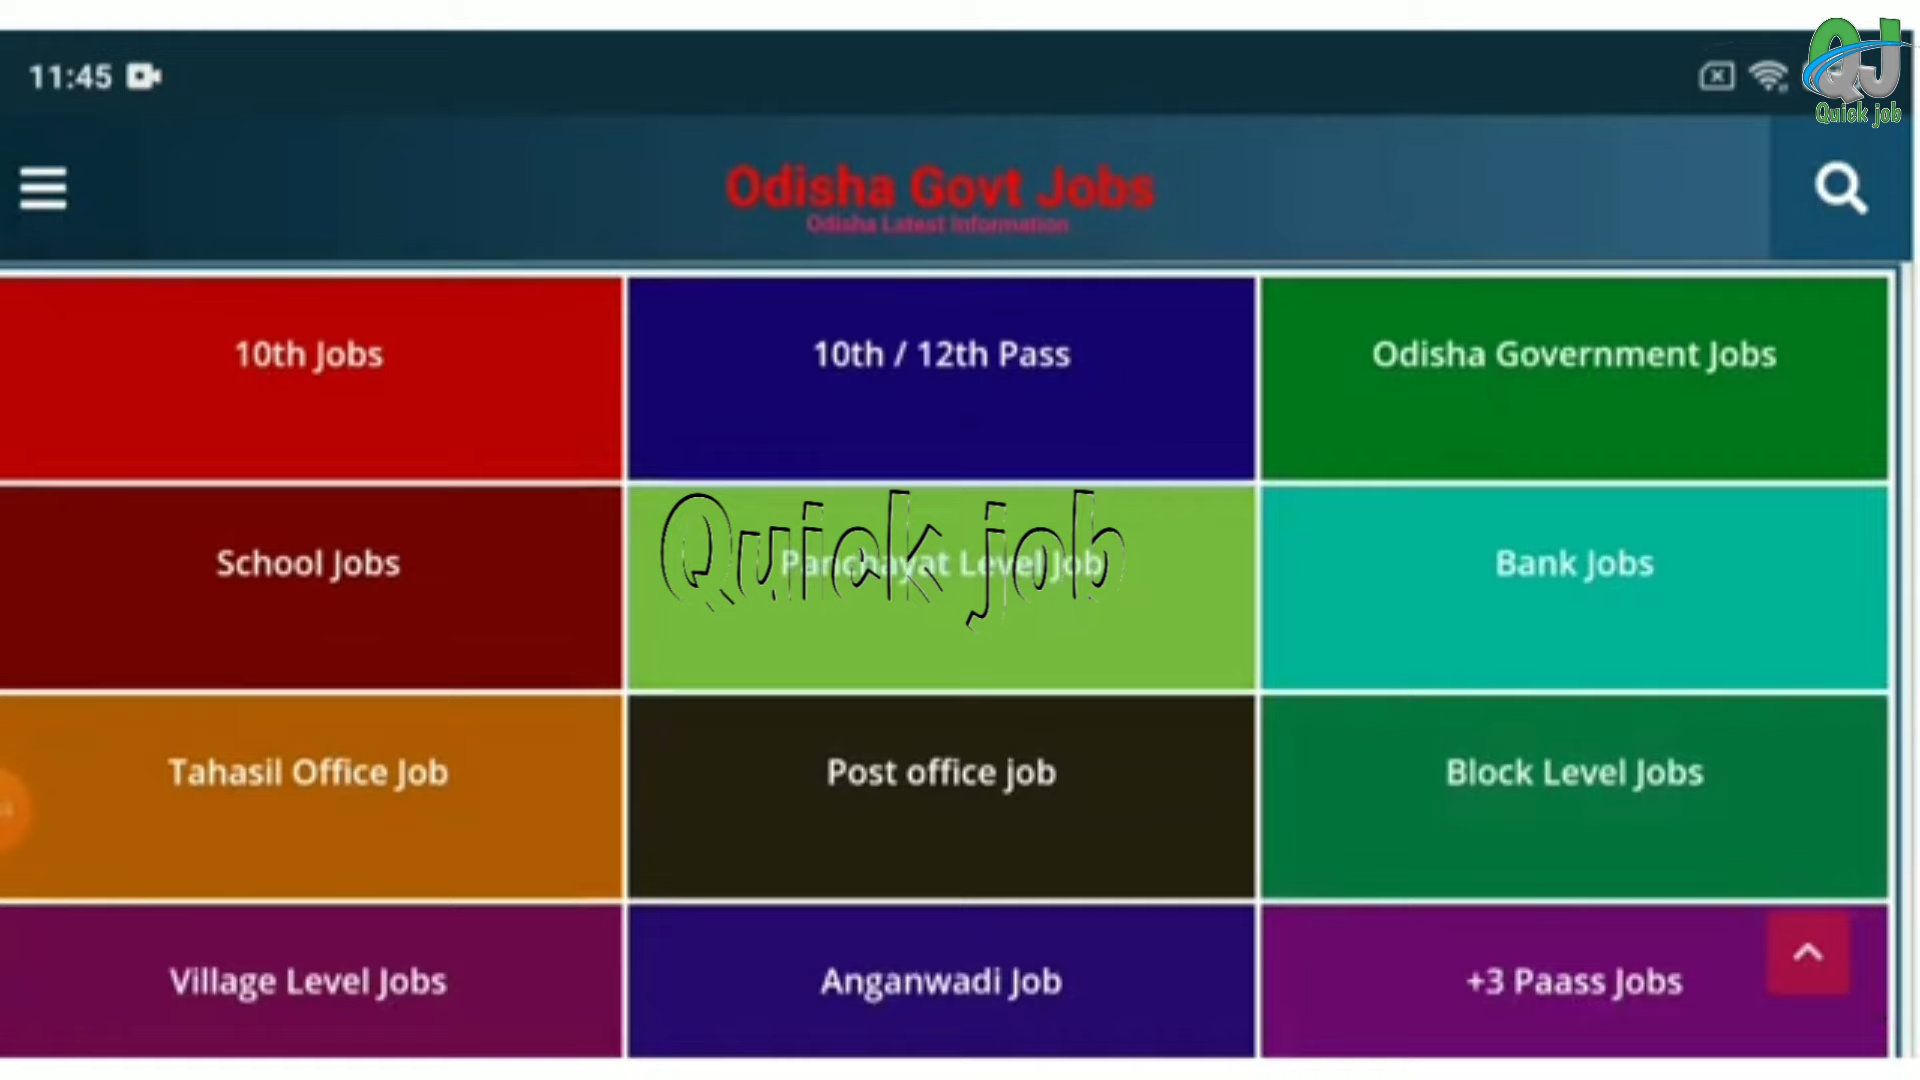 11:45
QJ
Quick job
Odisha Govt Jobs
Odisha Latest Information
10th Jobs
10th / 12th Pass
Odisha Government Jobs
School Jobs
Panchayat Level Job
Quick job
Bank Jobs
Tahasil Office Job
Post office job
Block Level Jobs
Village Level Jobs
Anganwadi Job
+3 Paass Jobs